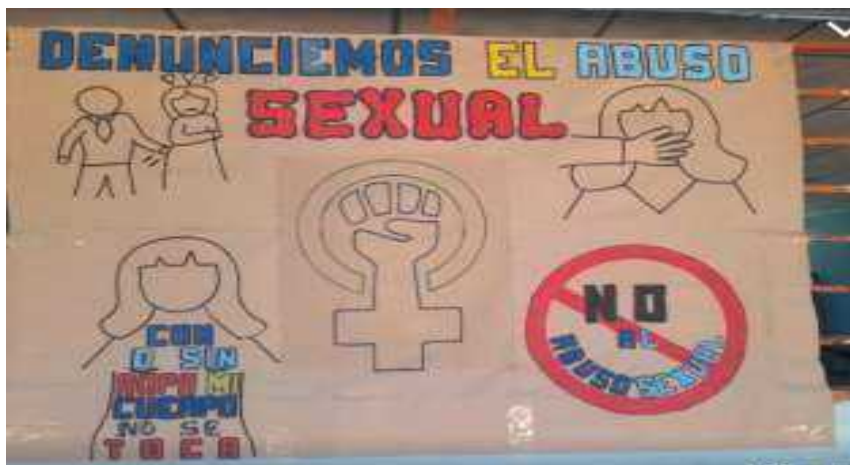 DENUNCIEMOS EL ABUSO
SEXUAL
CON
O SIN
ROPA MI
CUERPO
NO SE
TOCA
NO
AL
ABUSO SEXUAL